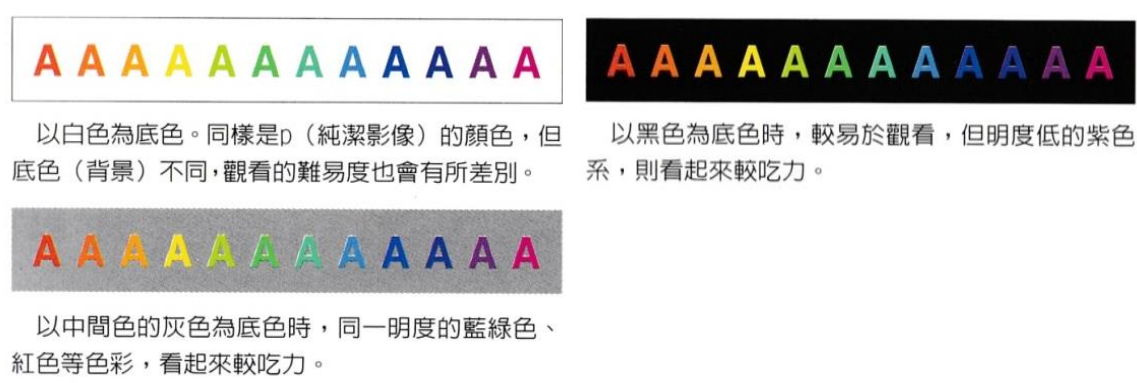 AAAAAAAAAAAA
以白色為底色。同樣是p（純潔影像）的顏色，但
底色（背景）不同，觀看的難易度也會有所差別。
AAAAAAAAAAAA
以黑色為底色時，較易於觀看，但明度低的紫色
系，則看起來較吃力。
AAAAAAAAAAAA
以中間色的灰色為底色時，同一明度的藍綠色、
紅色等色彩，看起來較吃力。